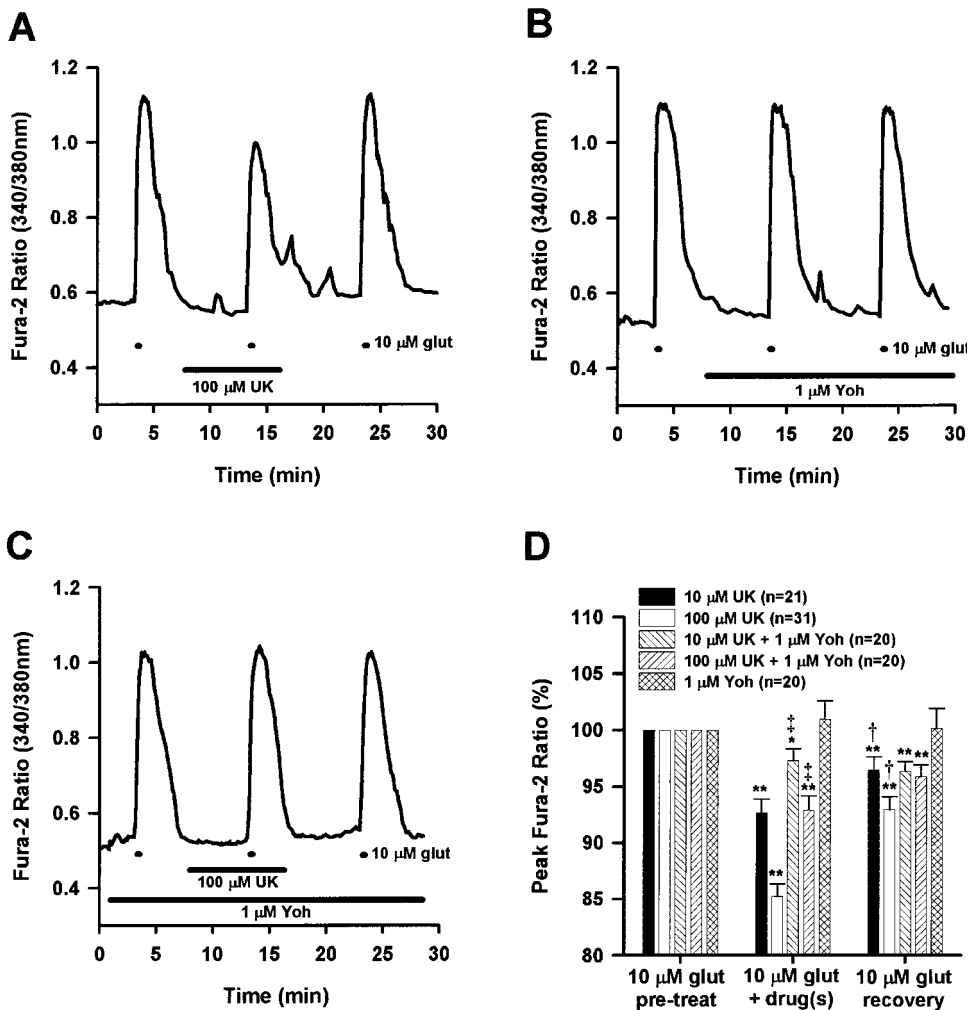 A
Fura-2 Ratio (340/380nm)
1.2
1.0
0.8
0.6
0.4
10 μM glut
100 μM UK
0 5 10 15 20 25 30
Time (min)
B
Fura-2 Ratio (340/380nm)
1.2
1.0
0.8
0.6
0.4
10 μM glut
1 μM Yoh
0 5 10 15 20 25 30
Time (min)
C
Fura-2 Ratio (340/380nm)
1.2
1.0
0.8
0.6
0.4
10 μM glut
100 μM UK
1 μM Yoh
0 5 10 15 20 25 30
Time (min)
D
10 μM UK (n=21)
100 μM UK (n=31)
10 μM UK + 1 μM Yoh (n=20)
100 μM UK + 1 μM Yoh (n=20)
1 μM Yoh (n=20)
Peak Fura-2 Ratio (%)
110
105
100
95
90
85
80
** ** ‡ * ‡ ** † ** † ** ** **
10 μM glut pre-treat
10 μM glut + drug(s)
10 μM glut recovery